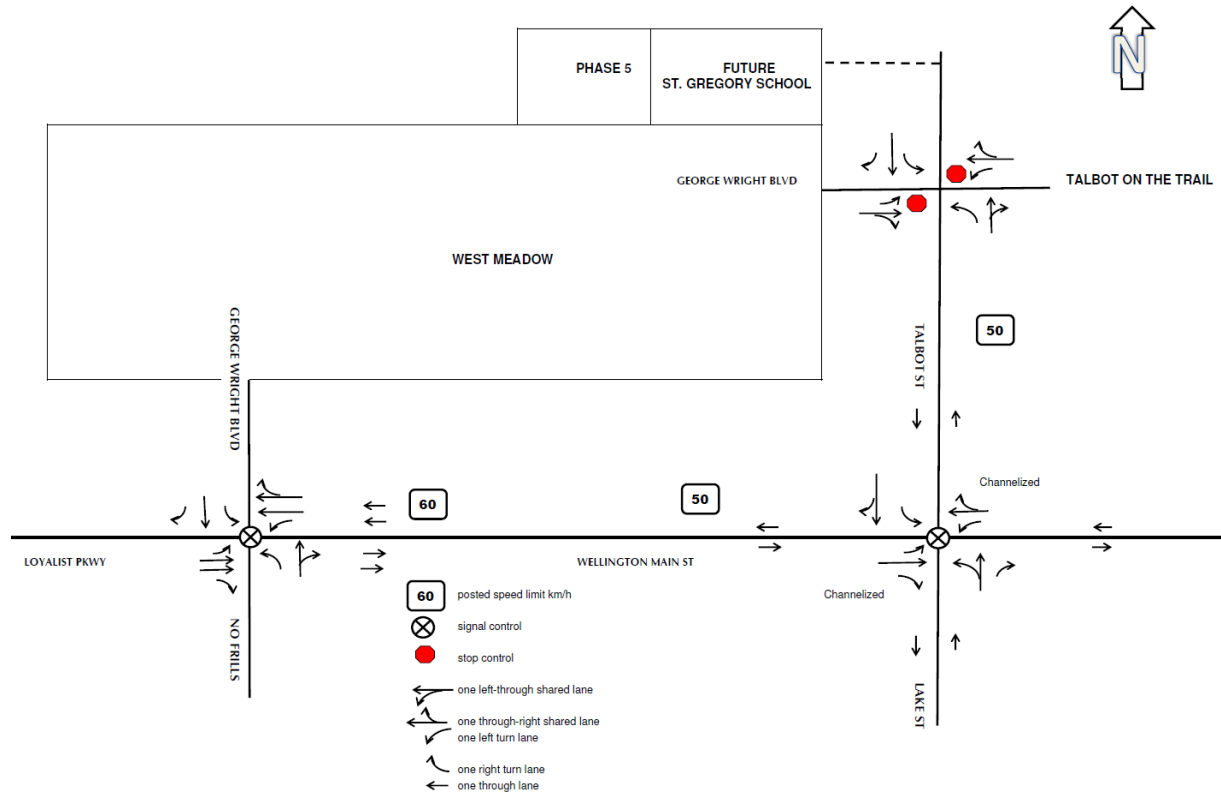 N
PHASE 5
FUTURE
ST. GREGORY SCHOOL
GEORGE WRIGHT BLVD
TALBOT ON THE TRAIL
WEST MEADOW
GEORGE WRIGHT BLVD
TALBOT ST
50
Channelized
60
50
LOYALIST PKWY
WELLINGTON MAIN ST
Channelized
NO FRILLS
LAKE ST
60 posted speed limit km/h
signal control
stop control
one left-through shared lane
one through-right shared lane
one left turn lane
one right turn lane
one through lane